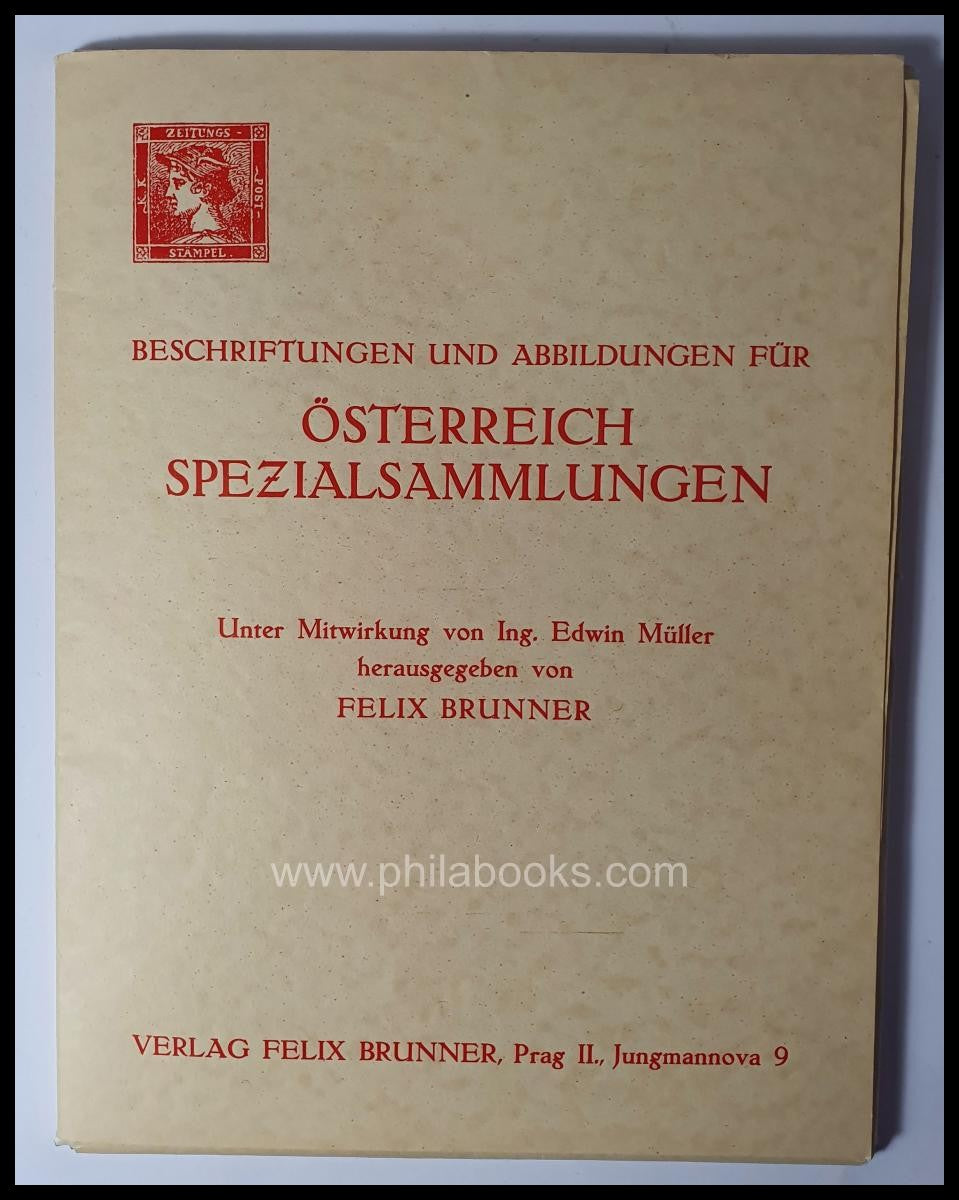 ZEITUNGS-
K. K.
POST-
STÄMPEL.
BESCHRIFTUNGEN UND ABBILDUNGEN FÜR
ÖSTERREICH
SPEZIALSAMMLUNGEN
Unter Mitwirkung von Ing. Edwin Müller
herausgegeben von
FELIX BRUNNER
www.philabooks.com
VERLAG FELIX BRUNNER, Prag II., Jungmannova 9